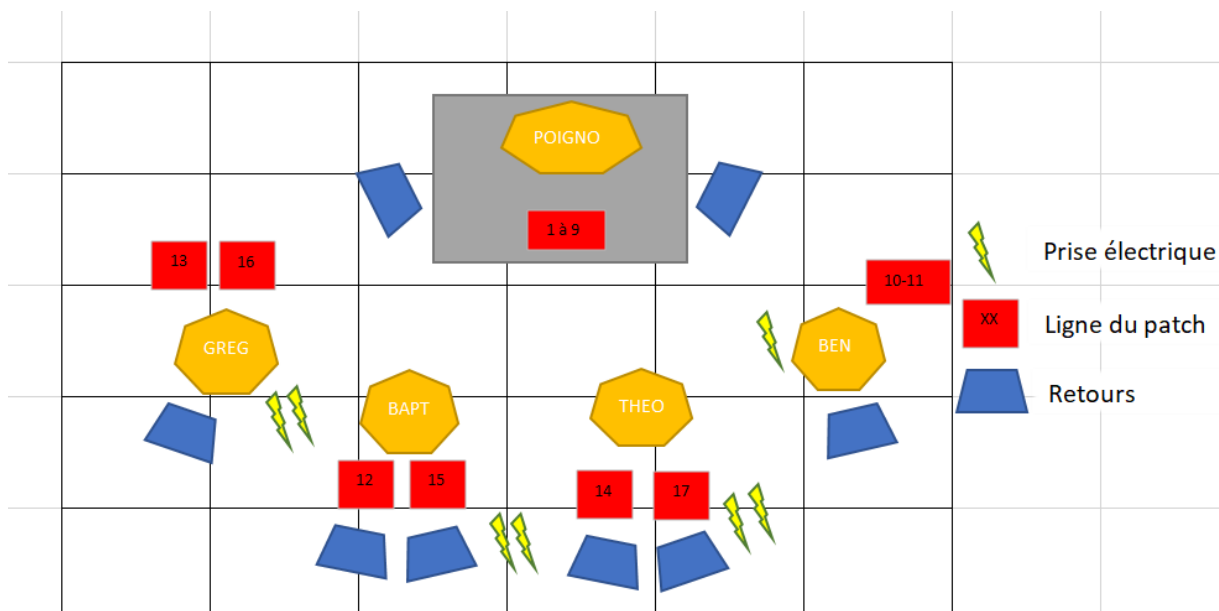 POIGNO
1 à 9
13
16
10-11
Prise électrique
XX
Ligne du patch
GREG
BEN
BAPT
THEO
Retours
12
15
14
17